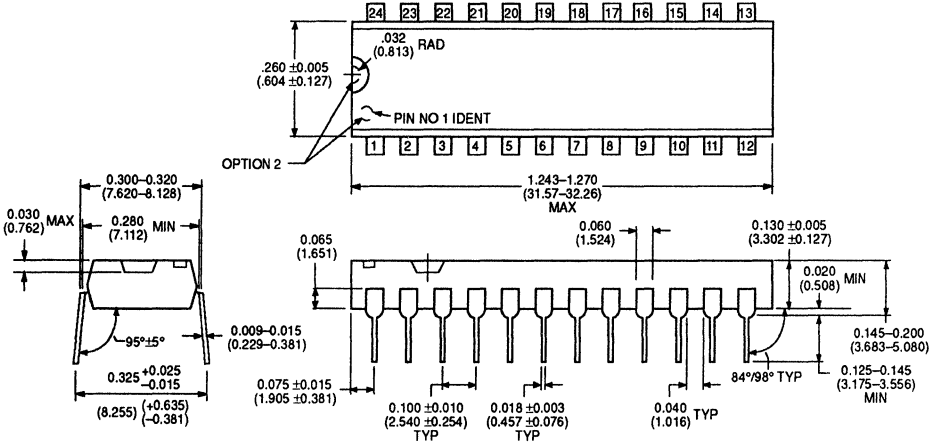 24 23 22 21 20 19 18 17 16 15 14 13
.032
(0.813) RAD
.260 ±0.005
(.604 ±0.127)
PIN NO 1 IDENT
OPTION 2
1 2 3 4 5 6 7 8 9 10 11 12
1.243–1.270
(31.57–32.26)
MAX
0.300–0.320
(7.620–8.128)
0.030
(0.762) MAX
0.280
(7.112) MIN
95°±5°
0.009–0.015
(0.229–0.381)
0.325 +0.025
–0.015
(8.255) (+0.635)
(–0.381)
0.065
(1.651)
0.060
(1.524)
0.130 ±0.005
(3.302 ±0.127)
0.020
(0.508) MIN
0.145–0.200
(3.683–5.080)
0.125–0.145
(3.175–3.556)
MIN
84°/98° TYP
0.075 ±0.015
(1.905 ±0.381)
0.100 ±0.010
(2.540 ±0.254)
TYP
0.018 ±0.003
(0.457 ±0.076)
TYP
0.040
(1.016) TYP